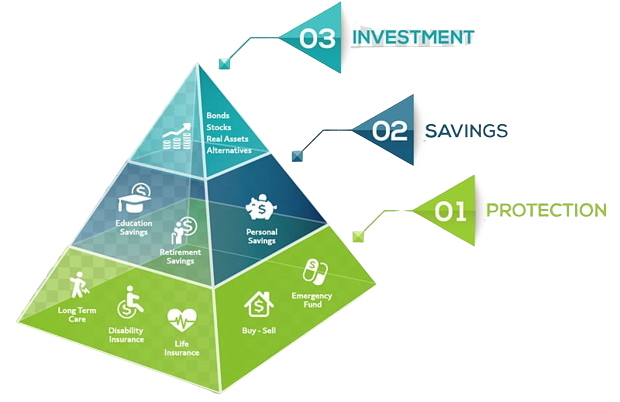 03 INVESTMENT
Bonds
Stocks
Real Assets
Alternatives
02 SAVINGS
Education
Savings
Retirement
Savings
Personal
Savings
01 PROTECTION
Long Term
Care
Disability
Insurance
Life
Insurance
Buy - Sell
Emergency
Fund